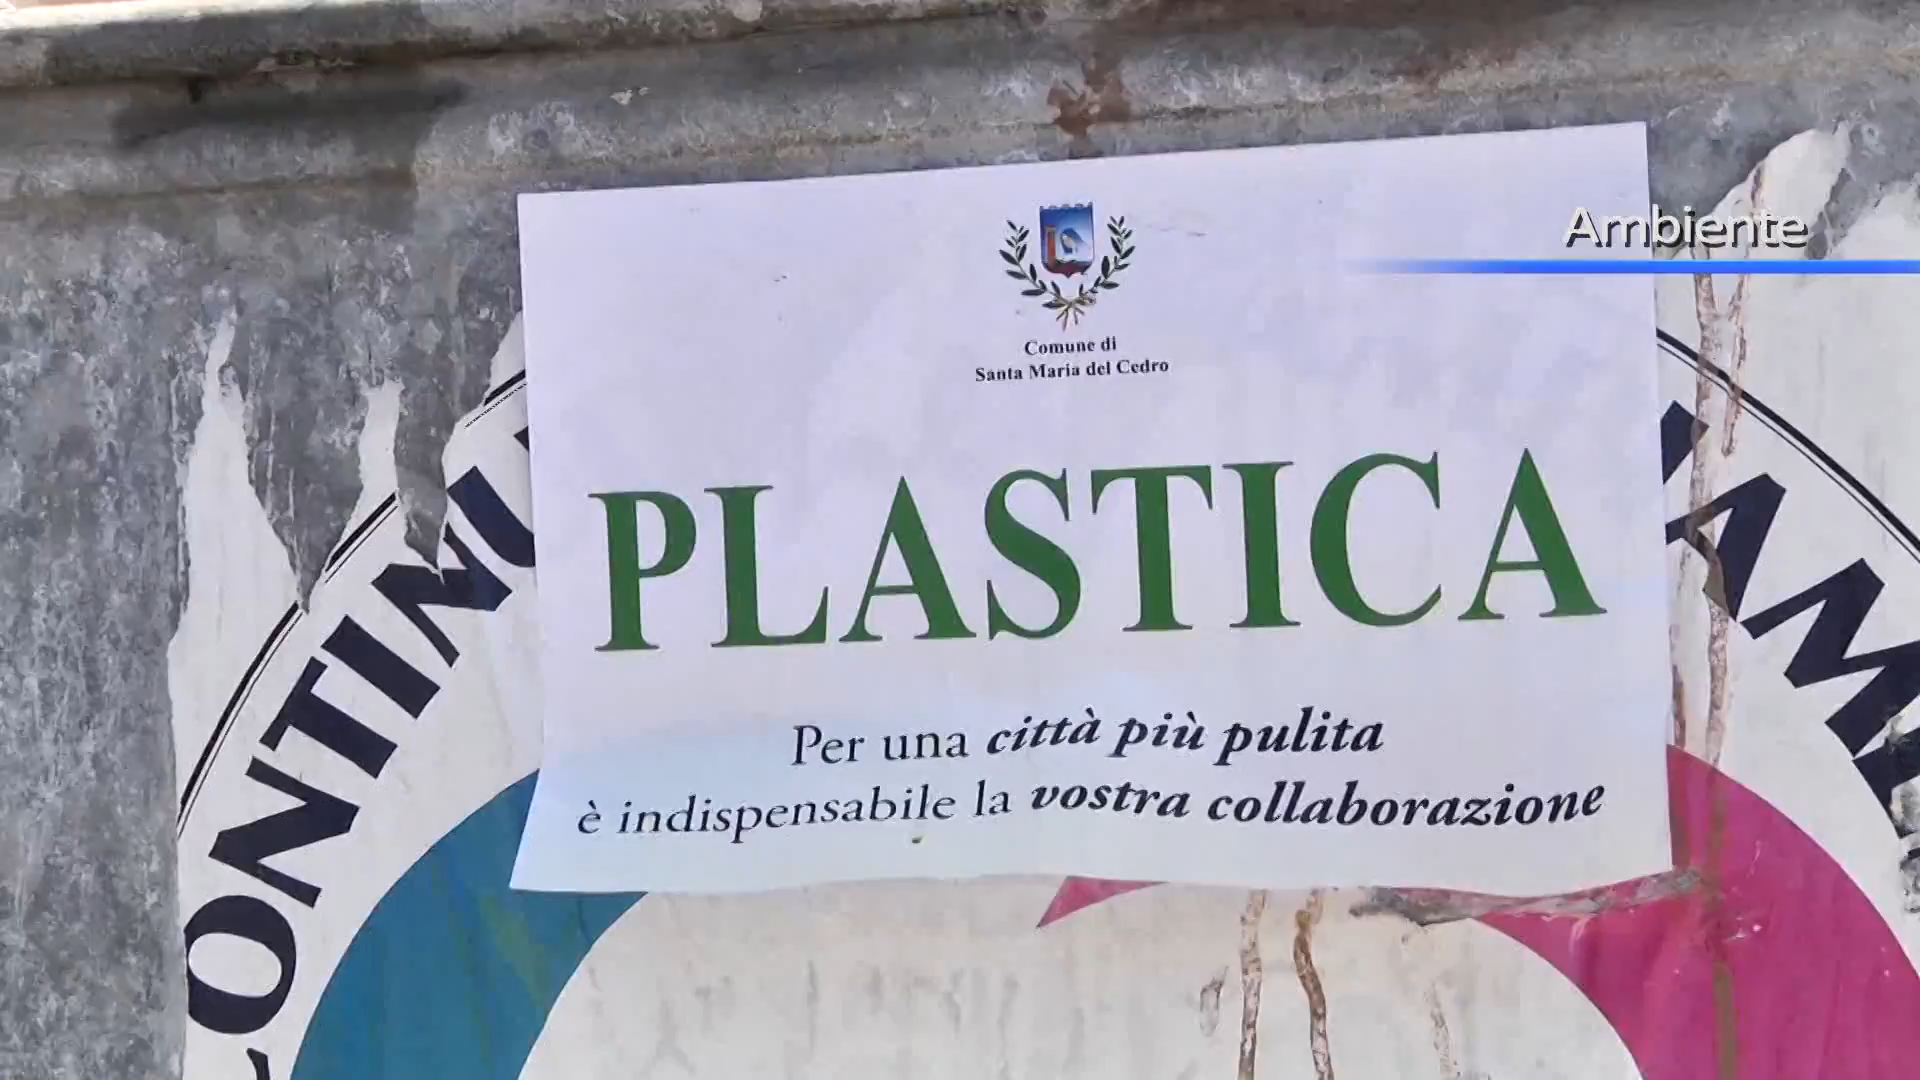 Ambiente
Comune di
Santa Maria del Cedro
PLASTICA
Per una città più pulita
è indispensabile la vostra collaborazione